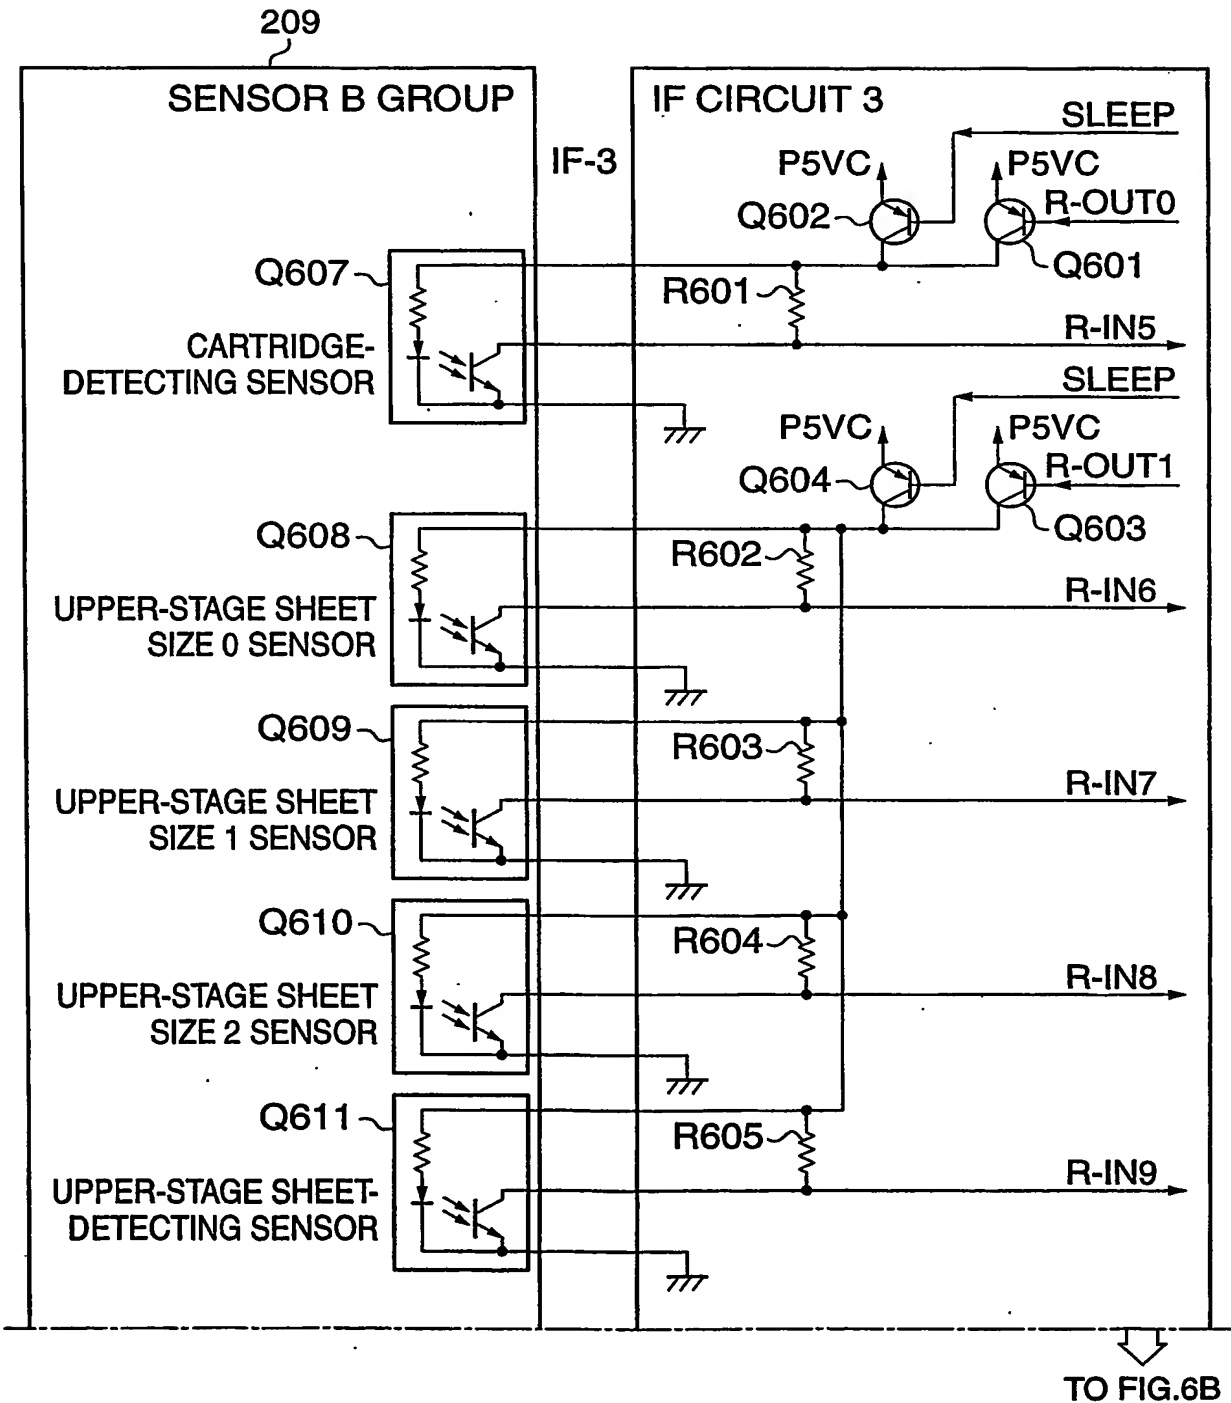 209
SENSOR B GROUP
IF-3
IF CIRCUIT 3
SLEEP
P5VC
P5VC
Q602
R-OUT0
Q601
Q607
R601
CARTRIDGE-
DETECTING SENSOR
R-IN5
SLEEP
P5VC
P5VC
Q604
R-OUT1
Q603
Q608
R602
UPPER-STAGE SHEET
SIZE 0 SENSOR
R-IN6
Q609
R603
UPPER-STAGE SHEET
SIZE 1 SENSOR
R-IN7
Q610
R604
UPPER-STAGE SHEET
SIZE 2 SENSOR
R-IN8
Q611
R605
UPPER-STAGE SHEET-
DETECTING SENSOR
R-IN9
TO FIG.6B